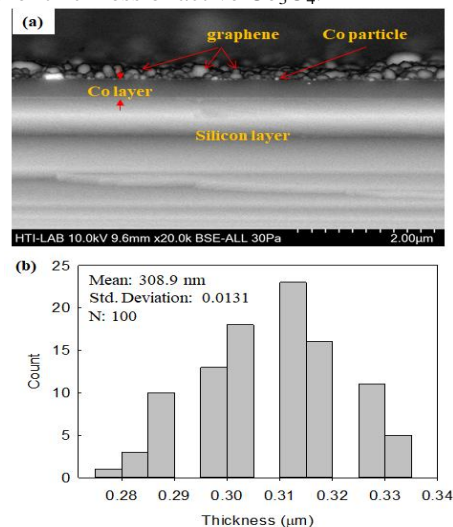 (a)
graphene
Co particle
Co layer
Silicon layer
HTI-LAB 10.0kV 9.6mm x20.0k BSE-ALL 30Pa
2.00µm
(b)
Mean: 308.9 nm
Std. Deviation: 0.0131
N: 100
25
20
15
10
5
0
Count
0.28 0.29 0.30 0.31 0.32 0.33 0.34
Thickness (µm)